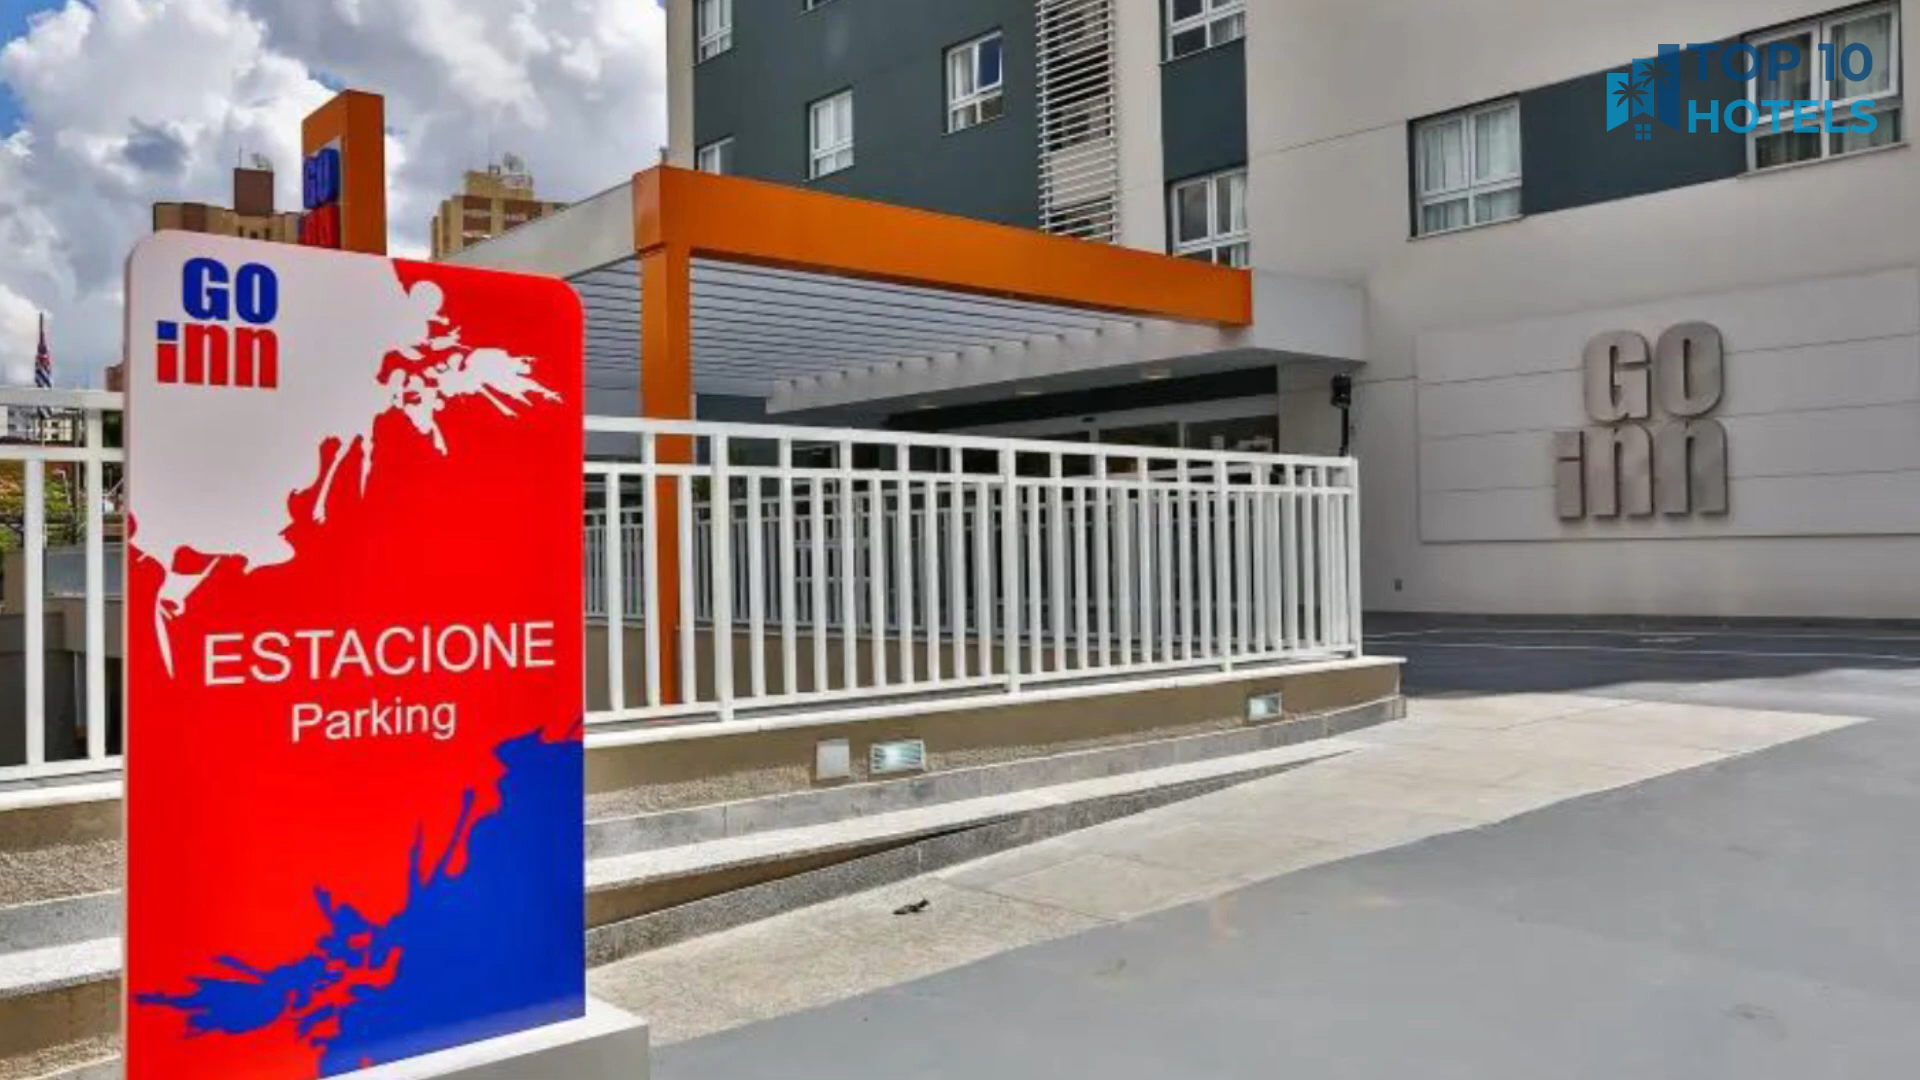 GO
inn
GO
inn
ESTACIONE
Parking
GO
inn
TOP 10
HOTELS